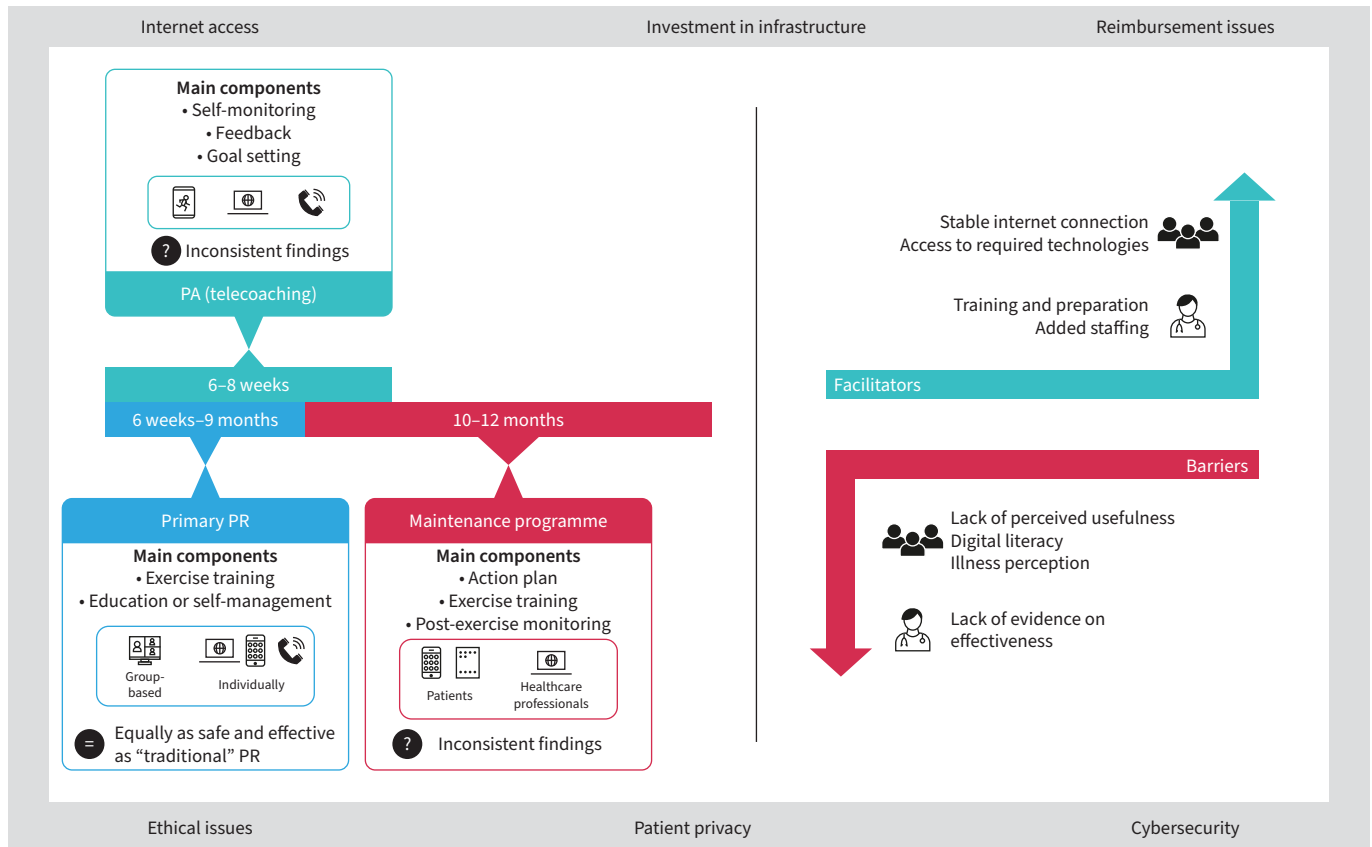 Internet access
Investment in infrastructure
Reimbursement issues
Main components
• Self-monitoring
• Feedback
• Goal setting
? Inconsistent findings
PA (telecoaching)
6–8 weeks
6 weeks–9 months
10–12 months
Primary PR
Main components
• Exercise training
• Education or self-management
Group-
based
Individually
= Equally as safe and effective
as “traditional” PR
Maintenance programme
Main components
• Action plan
• Exercise training
• Post-exercise monitoring
Patients
Healthcare
professionals
? Inconsistent findings
Stable internet connection
Access to required technologies
Training and preparation
Added staffing
Facilitators
Barriers
Lack of perceived usefulness
Digital literacy
Illness perception
Lack of evidence on
effectiveness
Ethical issues
Patient privacy
Cybersecurity